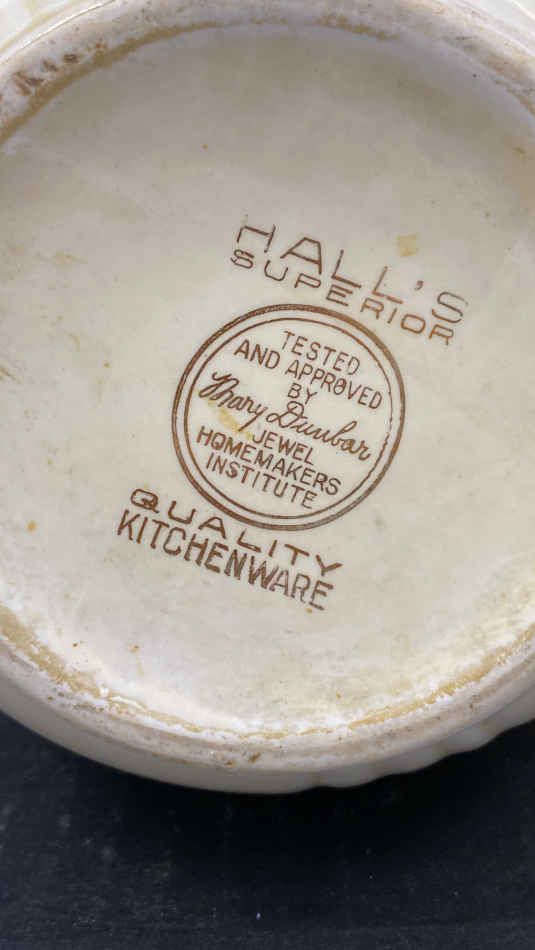 HALL'S
SUPERIOR
TESTED
AND APPROVED
BY
Mary Dunbar
JEWEL
HOMEMAKERS
INSTITUTE
QUALITY
KITCHENWARE